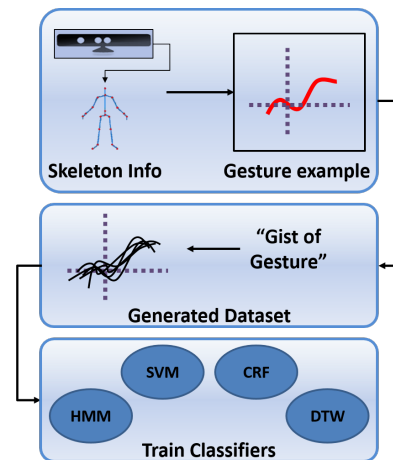 Skeleton Info
Gesture example
“Gist of
Gesture”
Generated Dataset
SVM
CRF
HMM
DTW
Train Classifiers